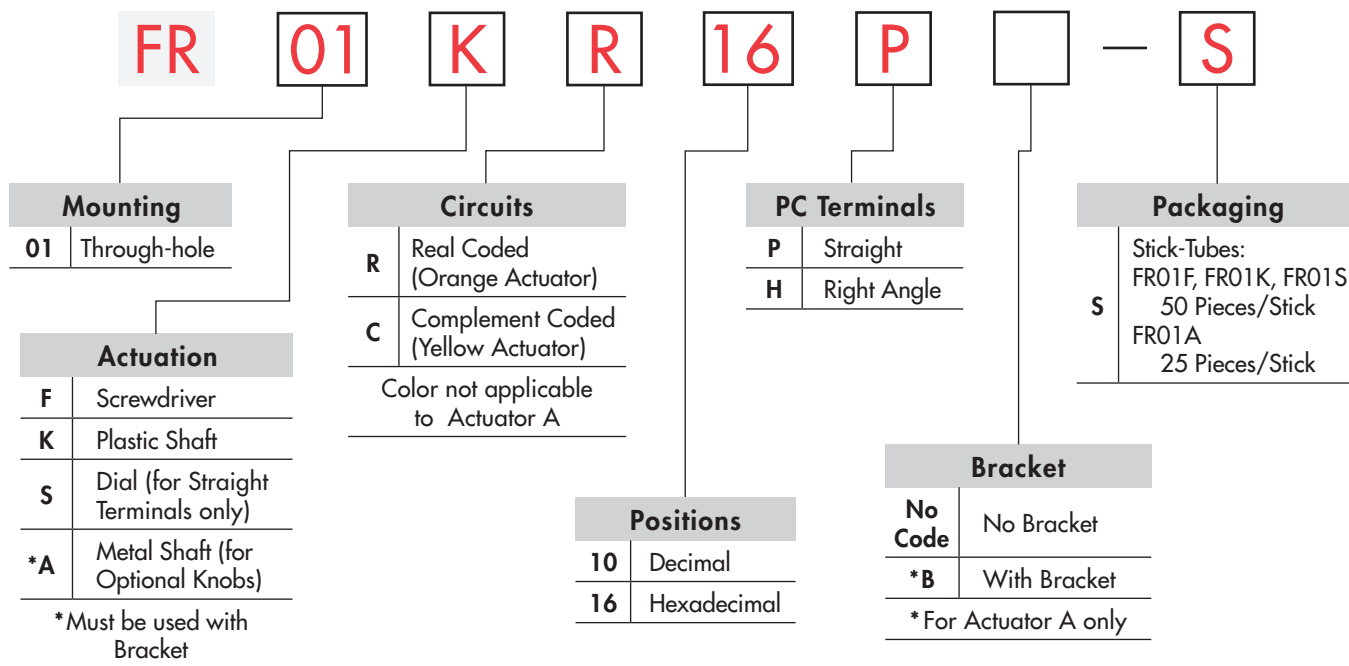 FR 01 K R 16 P — S
Mounting
01 Through-hole
Actuation
F Screwdriver
K Plastic Shaft
S Dial (for Straight
Terminals only)
*A Metal Shaft (for
Optional Knobs)
*Must be used with
Bracket
Circuits
R Real Coded
(Orange Actuator)
C Complement Coded
(Yellow Actuator)
Color not applicable
to Actuator A
Positions
10 Decimal
16 Hexadecimal
PC Terminals
P Straight
H Right Angle
Bracket
No
Code No Bracket
*B With Bracket
*For Actuator A only
Packaging
S Stick-Tubes:
FR01F, FR01K, FR01S
50 Pieces/Stick
FR01A
25 Pieces/Stick